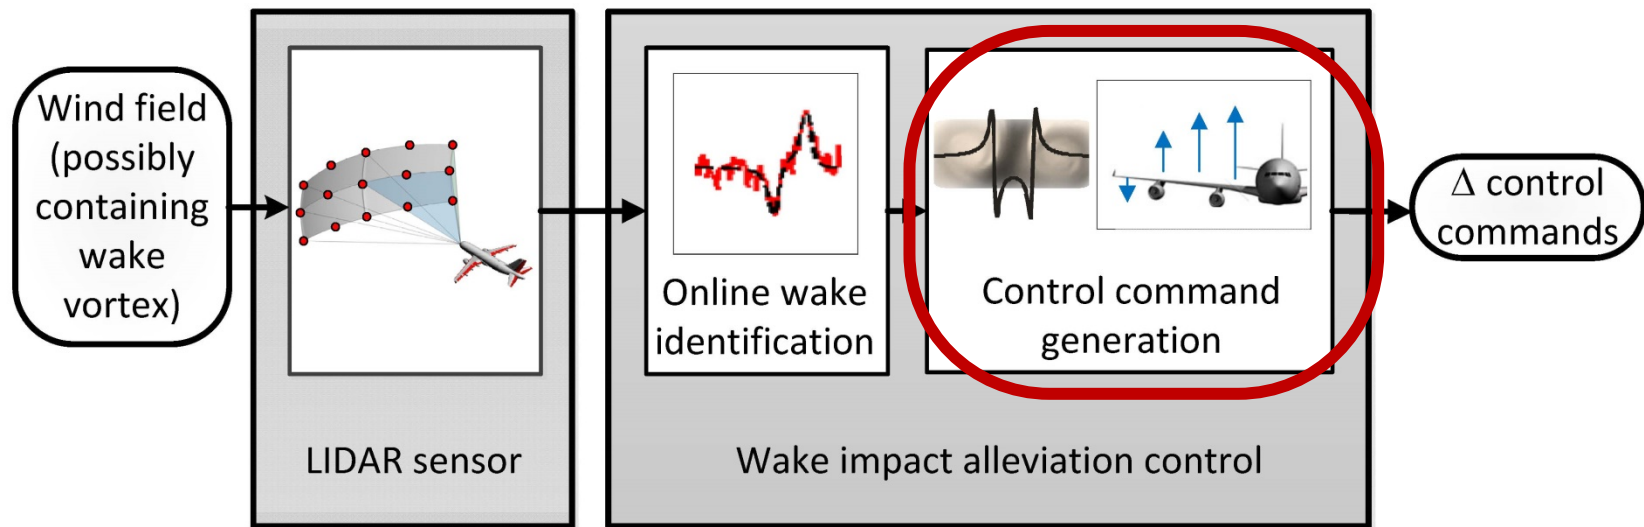 Wind field
(possibly
containing
wake
vortex)
LIDAR sensor
Online wake
identification
Control command
generation
Wake impact alleviation control
Δ control
commands